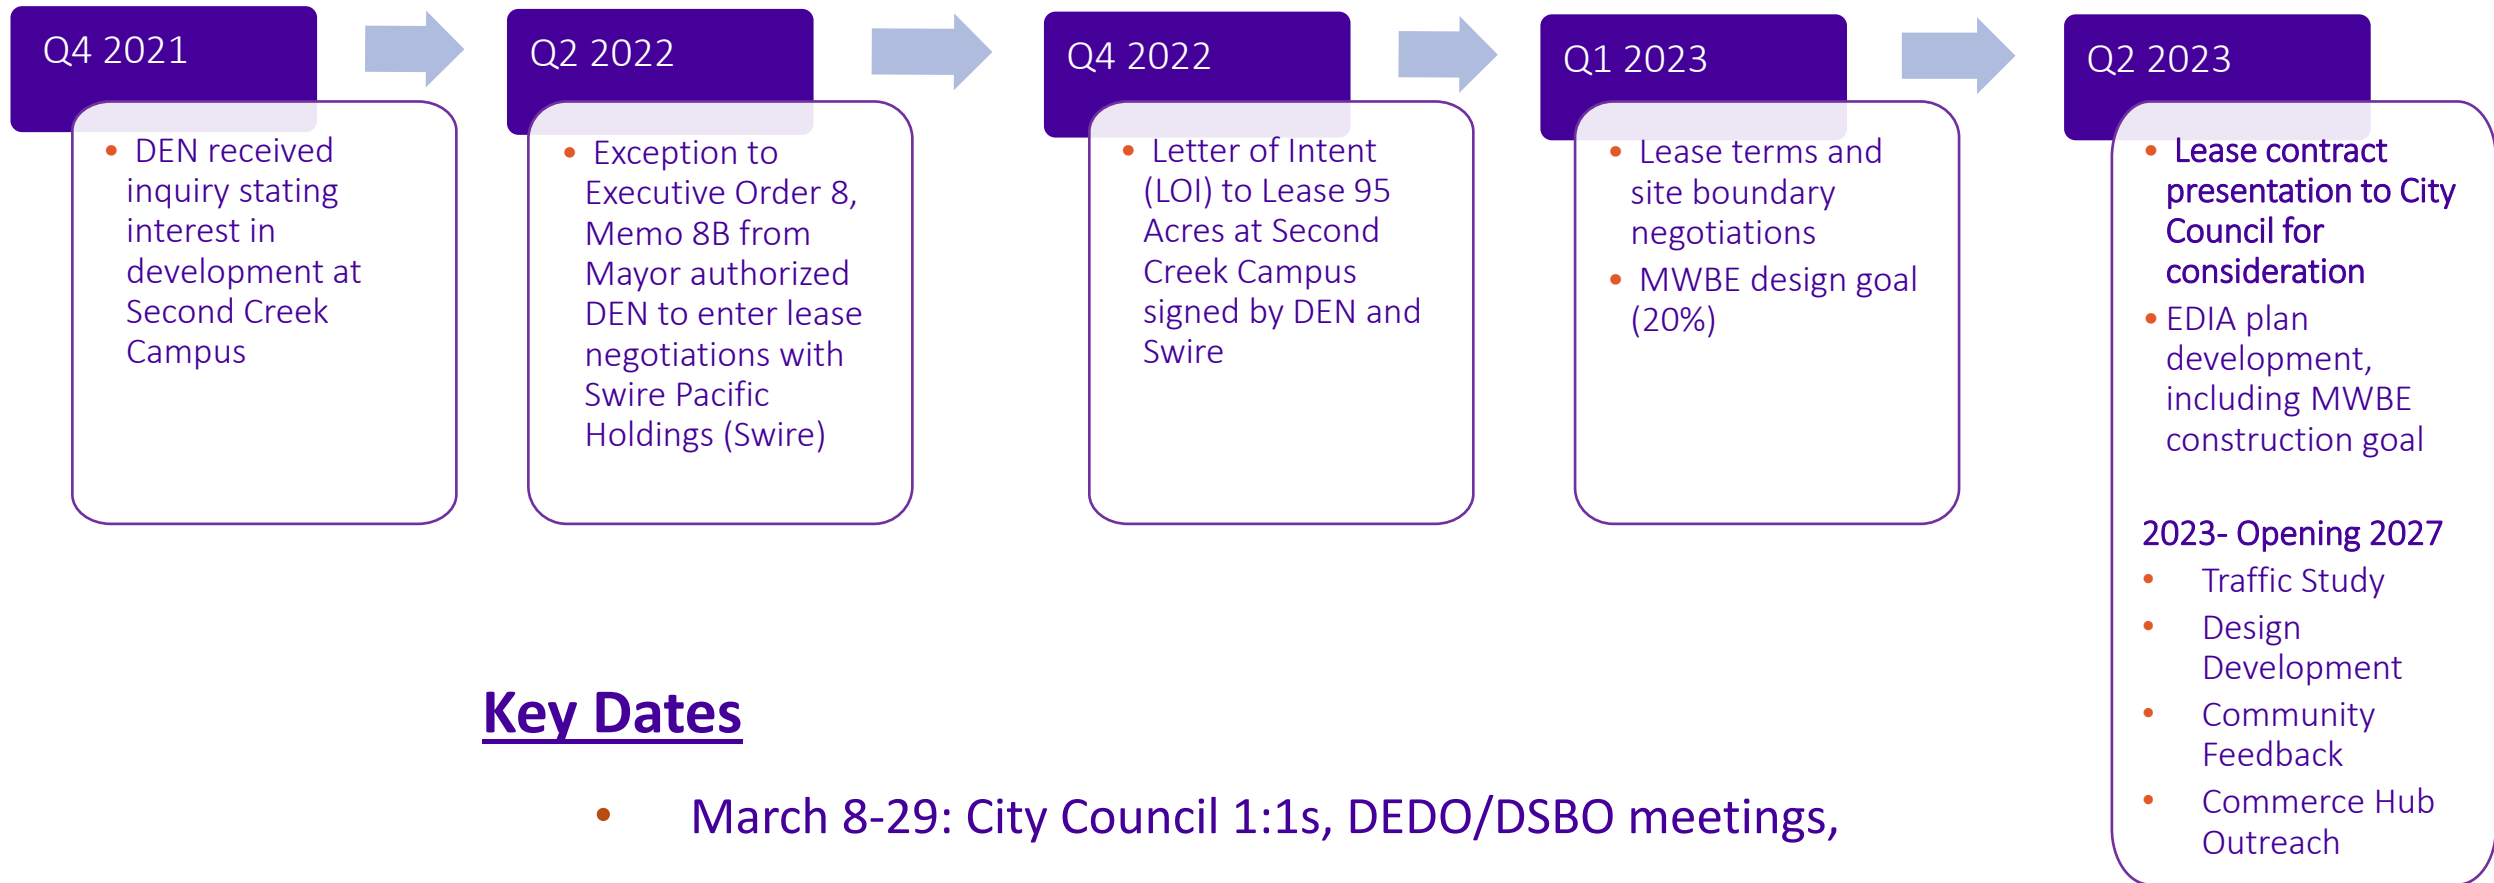 Q4 2021
• DEN received
inquiry stating
interest in
development at
Second Creek
Campus
Q2 2022
• Exception to
Executive Order 8,
Memo 8B from
Mayor authorized
DEN to enter lease
negotiations with
Swire Pacific
Holdings (Swire)
Q4 2022
• Letter of Intent
(LOI) to Lease 95
Acres at Second
Creek Campus
signed by DEN and
Swire
Q1 2023
• Lease terms and
site boundary
negotiations
• MWBE design goal
(20%)
Q2 2023
• Lease contract
presentation to City
Council for
consideration
• EDIA plan
development,
including MWBE
construction goal
2023- Opening 2027
• Traffic Study
• Design
Development
• Community
Feedback
• Commerce Hub
Outreach
Key Dates
• March 8-29: City Council 1:1s, DEDO/DSBO meetings,